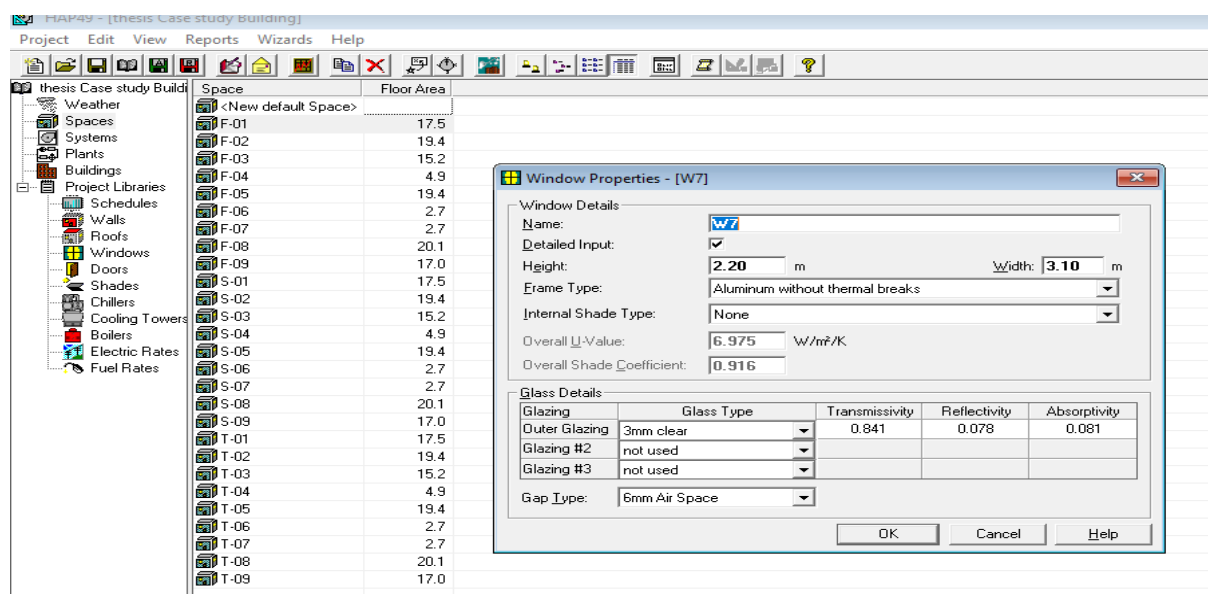 HAP49 - [thesis Case study Building]
Project Edit View Reports Wizards Help
thesis Case study Buildi
Weather
Spaces
Systems
Plants
Buildings
Project Libraries
Schedules
Walls
Roofs
Windows
Doors
Shades
Chillers
Cooling Towers
Boilers
Electric Rates
Fuel Rates
Space Floor Area
<New default Space>
F-01 17.5
F-02 19.4
F-03 15.2
F-04 4.9
F-05 19.4
F-06 2.7
F-07 2.7
F-08 20.1
F-09 17.0
S-01 17.5
S-02 19.4
S-03 15.2
S-04 4.9
S-05 19.4
S-06 2.7
S-07 2.7
S-08 20.1
S-09 17.0
T-01 17.5
T-02 19.4
T-03 15.2
T-04 4.9
T-05 19.4
T-06 2.7
T-07 2.7
T-08 20.1
T-09 17.0
Window Properties - [W7]
Window Details
Name: W7
Detailed Input:
Height: 2.20 m Width: 3.10 m
Frame Type: Aluminum without thermal breaks
Internal Shade Type: None
Overall U-Value: 6.975 W/m²/K
Overall Shade Coefficient: 0.916
Glass Details
Glazing Glass Type Transmissivity Reflectivity Absorptivity
Outer Glazing 3mm clear 0.841 0.078 0.081
Glazing #2 not used
Glazing #3 not used
Gap Type: 6mm Air Space
OK Cancel Help